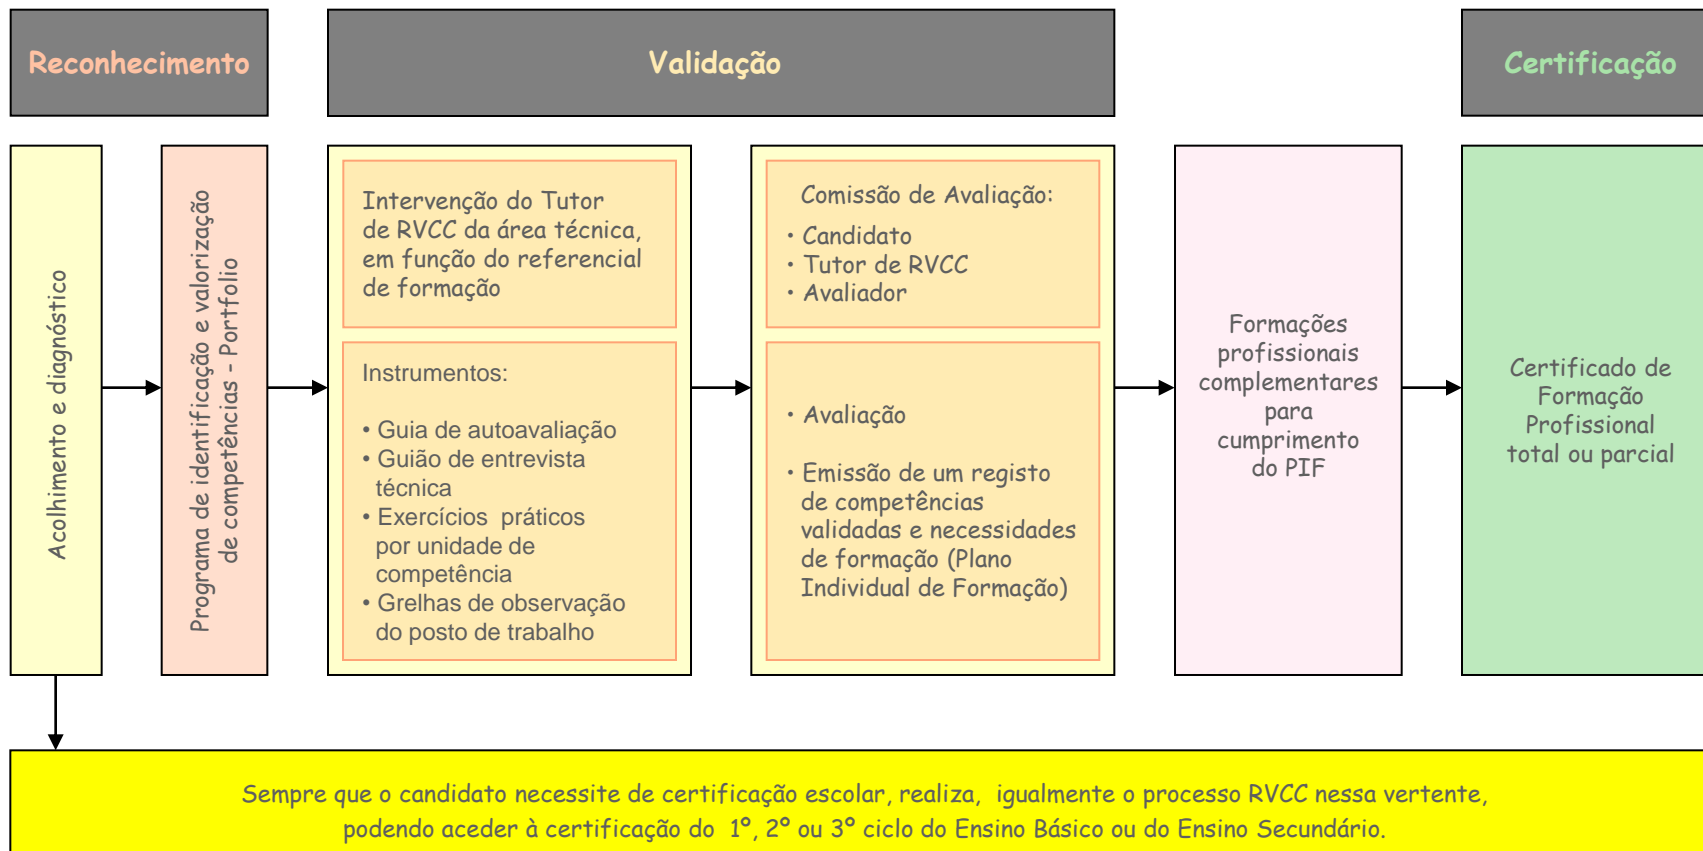 Reconhecimento
Validação
Certificação
Acolhimento e diagnóstico
Programa de identificação e valorização
de competências - Portfolio
Intervenção do Tutor
de RVCC da área técnica,
em função do referencial
de formação
Instrumentos:
• Guia de autoavaliação
• Guião de entrevista
técnica
• Exercícios  práticos
por unidade de
competência
• Grelhas de observação
do posto de trabalho
Comissão de Avaliação:
• Candidato
• Tutor de RVCC
• Avaliador
• Avaliação
• Emissão de um registo
de competências
validadas e necessidades
de formação (Plano
Individual de Formação)
Formações
profissionais
complementares
para
cumprimento
do PIF
Certificado de
Formação
Profissional
total ou parcial
Sempre que o candidato necessite de certificação escolar, realiza,  igualmente o processo RVCC nessa vertente,
podendo aceder à certificação do  1º, 2º ou 3º ciclo do Ensino Básico ou do Ensino Secundário.